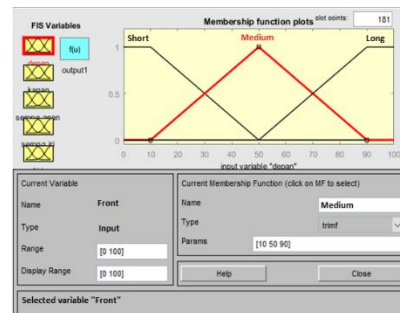 FIS Variables
Membership function plots
plot points:
181
depan
f(u)
output1
kanan
Short
Medium
Long
1
0.5
0
0 10 20 30 40 50 60 70 80 90 100
input variable "depan"
Current Variable
Name Front
Type Input
Range [0 100]
Display Range [0 100]
Current Membership Function (click on MF to select)
Name Medium
Type trimf
Params [10 50 90]
Help Close
Selected variable "Front"